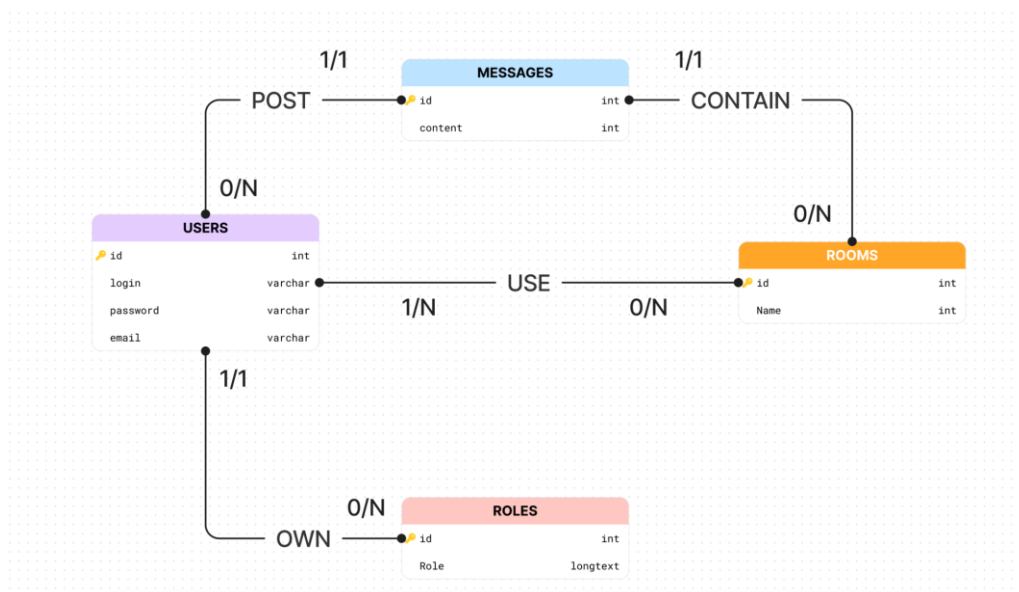 1/1
1/1
MESSAGES
POST
id int
CONTAIN
content int
0/N
0/N
USERS
id int
ROOMS
login varchar
USE
id int
1/N
0/N
password varchar
Name int
email varchar
1/1
0/N
ROLES
OWN
id int
Role longtext